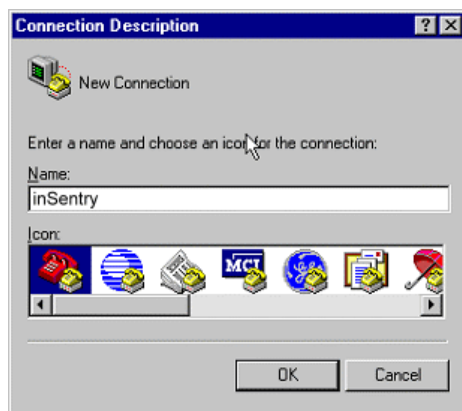 Connection Description
New Connection
Enter a name and choose an icon for the connection:
Name:
inSentry
Icon:
MCI
OK Cancel